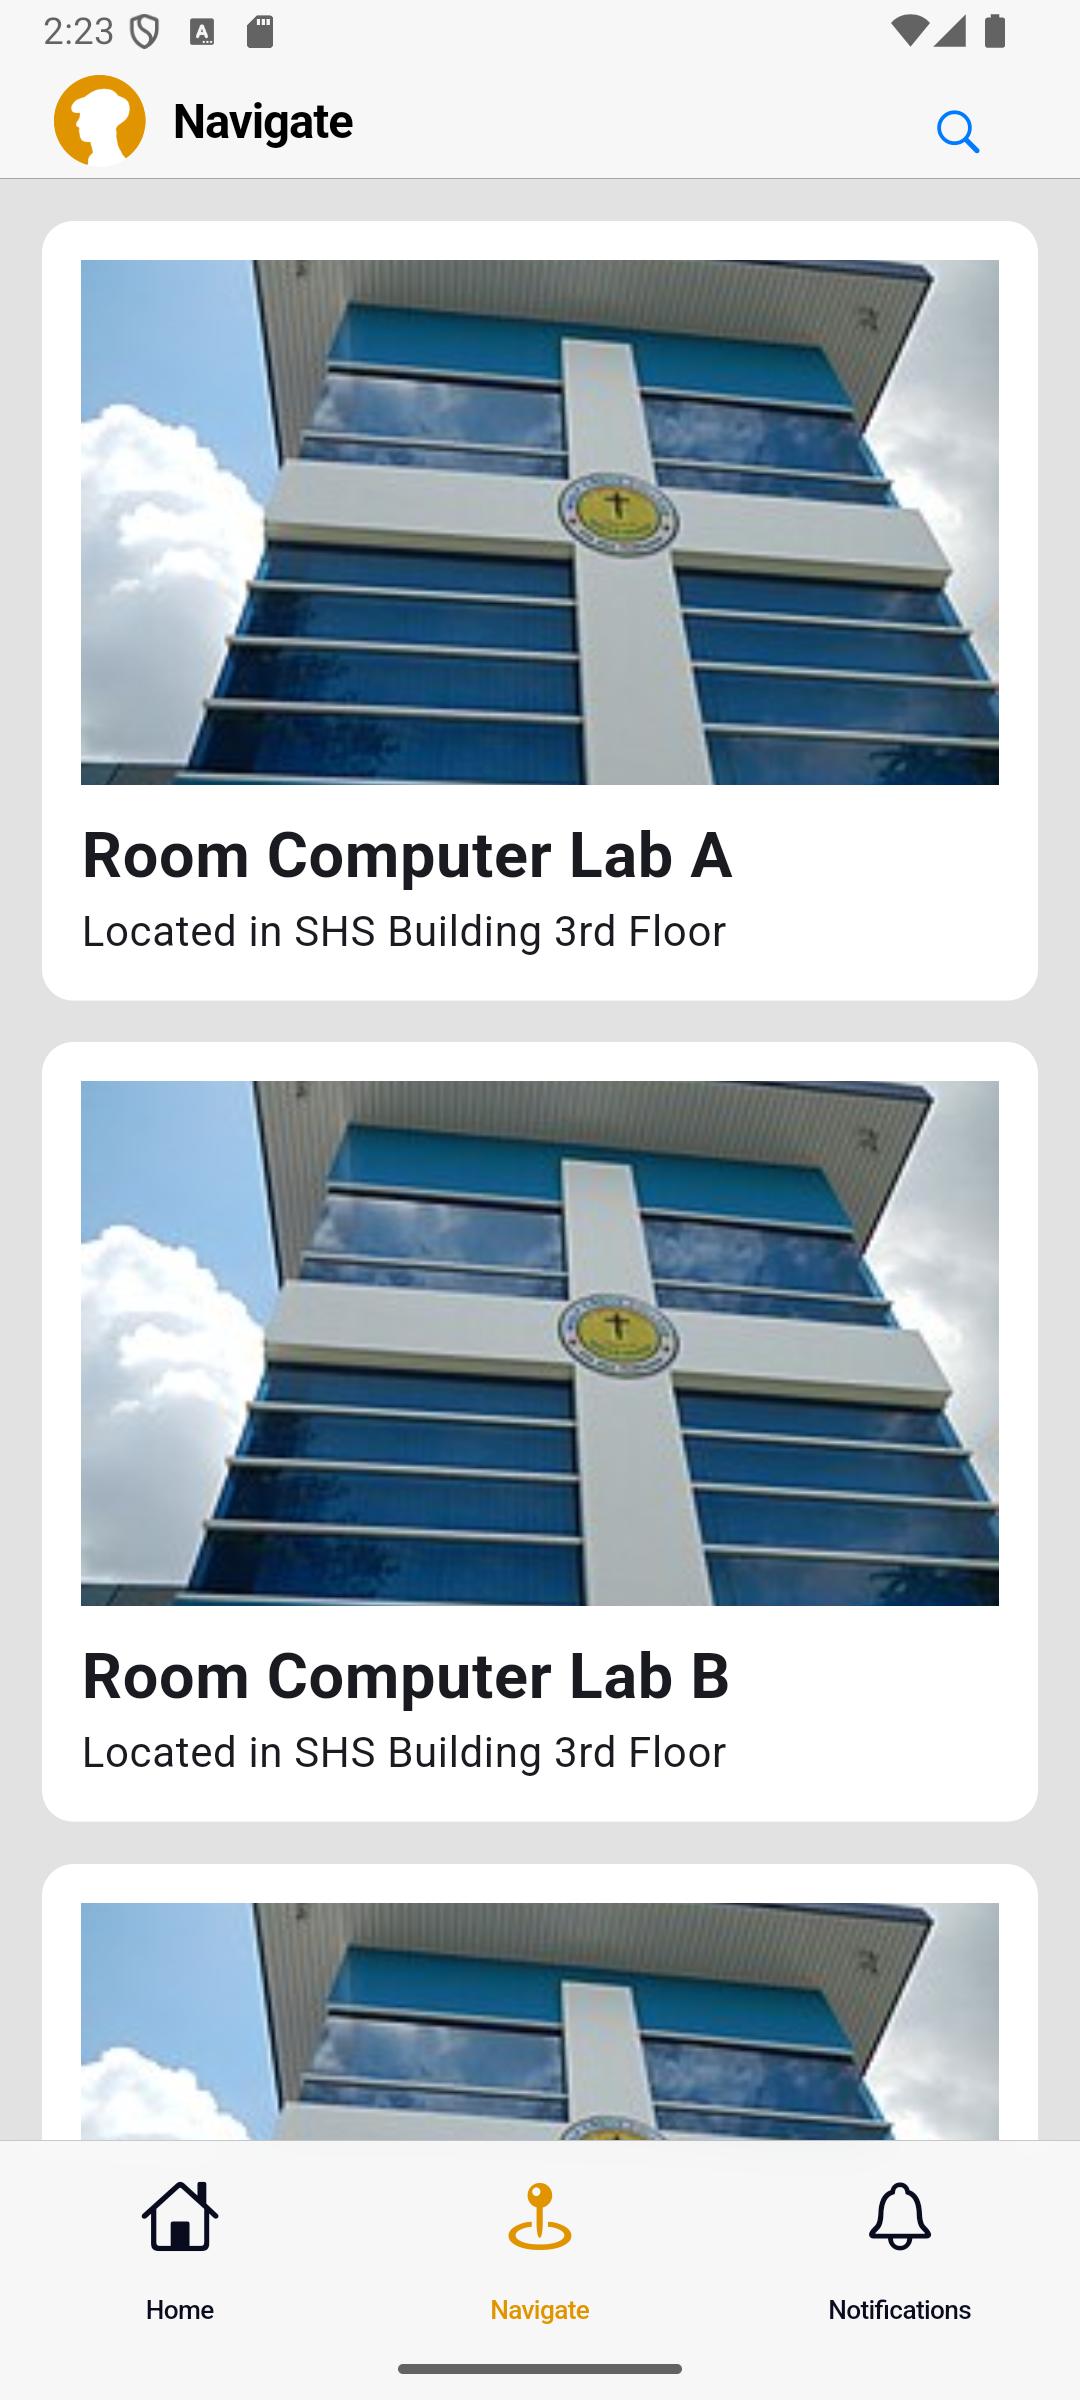 2:23
Navigate
Room Computer Lab A
Located in SHS Building 3rd Floor
Room Computer Lab B
Located in SHS Building 3rd Floor
Home
Navigate
Notifications